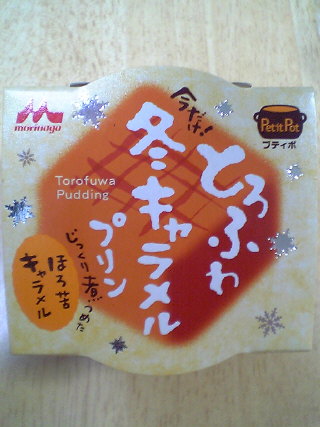 morinaga
今だけ!
PetitPot
プティポ
とろふわ
冬キャラメル
プリン
Torofuwa
Pudding
じっくり煮つめた
ほろ苦
キャラメル